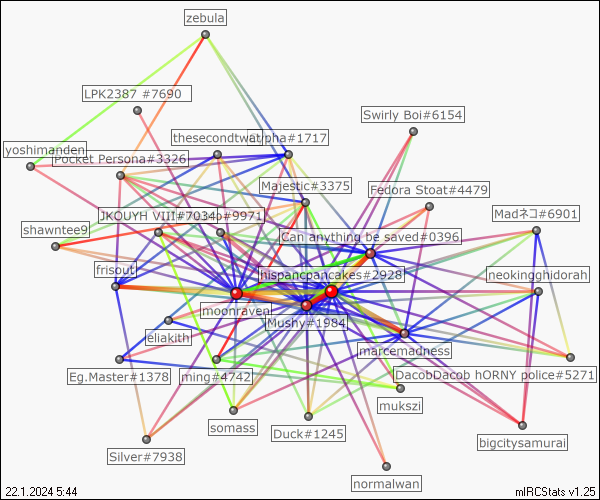 zebula
LPK2387 #7690
Swirly Boi#6154
thesecondtwat
pha#1717
yoshimanden
Pocket Persona#3326
Majestic#3375
Fedora Stoat#4479
JKOUYH VIII#7034
#9971
Madネコ#6901
shawntee9
Can anything be saved#0396
frisout
hispancpancakes#2928
neokingghidorah
moonraven
Mushy#1984
eliakith
marcemadness
Eg.Master#1378
ming#4742
DacobDacob hORNY police#5271
mukszi
somass
Duck#1245
bigcitysamurai
Silver#7938
normalwan
22.1.2024 5:44
mIRCStats v1.25